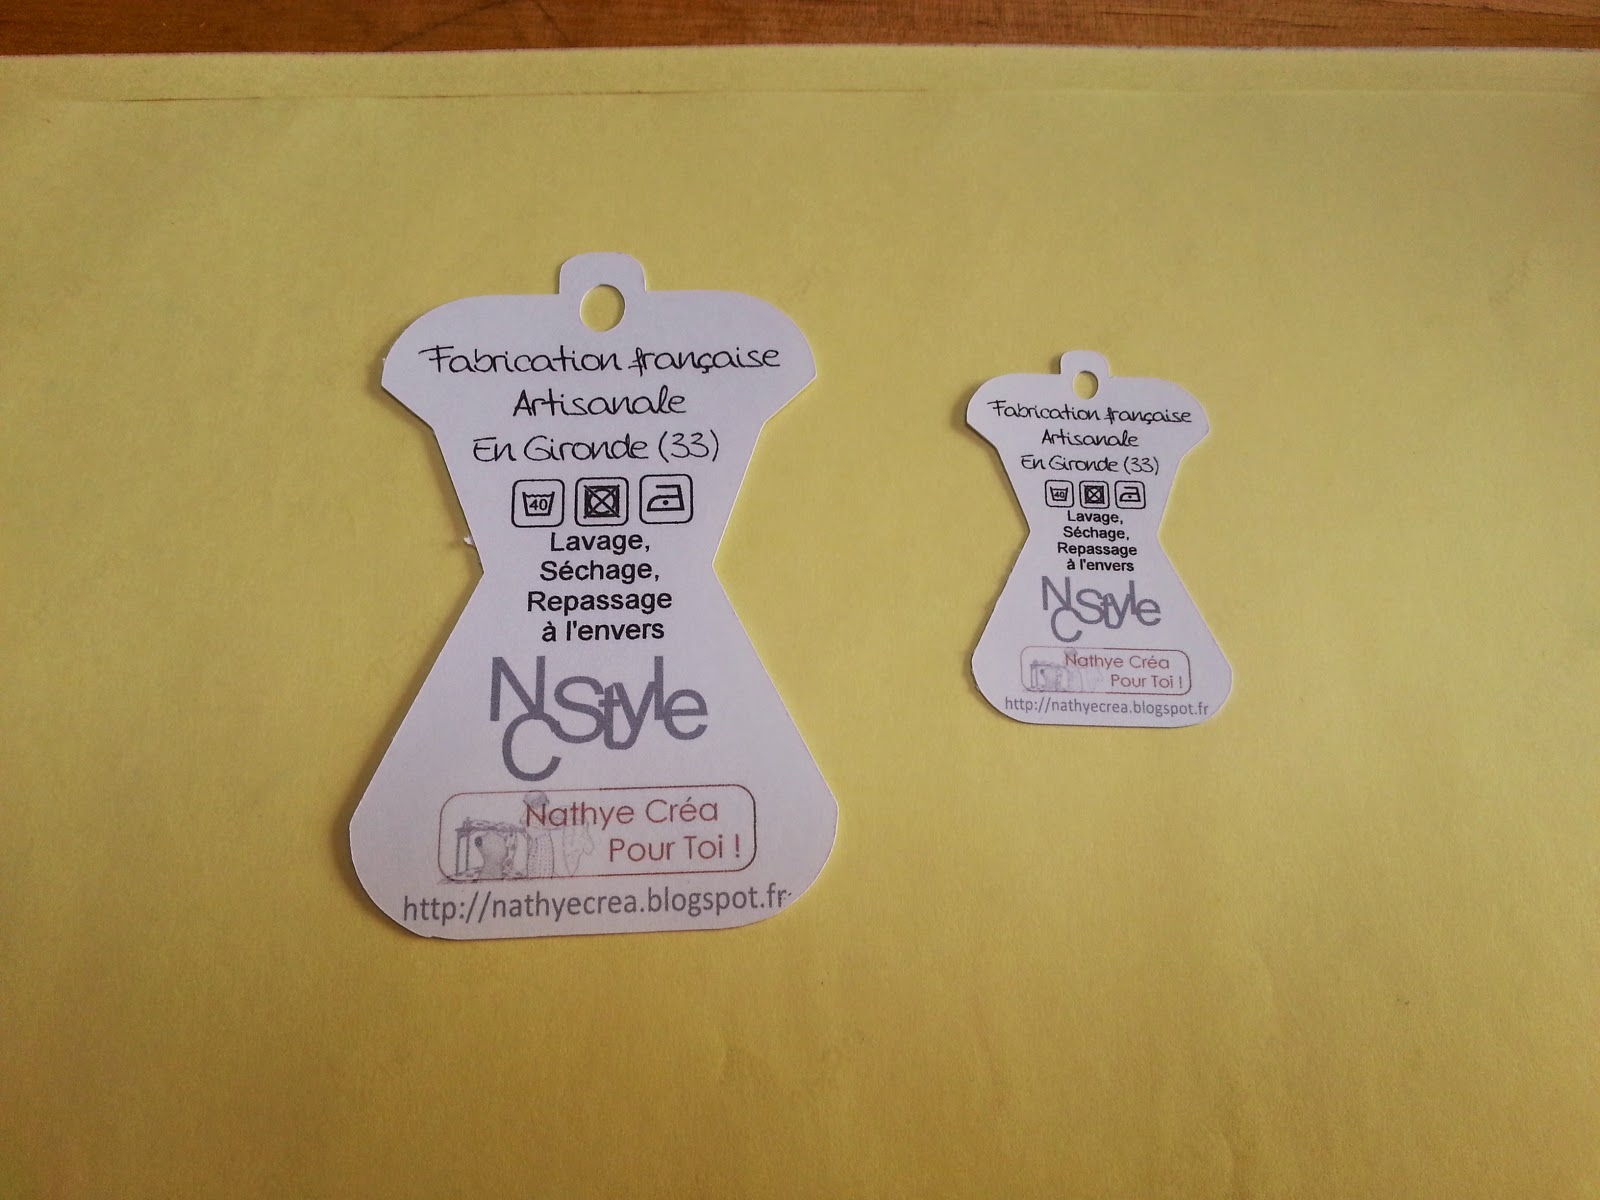 Fabrication française
Artisanale
En Gironde (33)
40
Lavage,
Séchage,
Repassage
à l'envers
NC Style
Nathye Créa
Pour Toi !
http://nathyecrea.blogspot.fr
Fabrication française
Artisanale
En Gironde (33)
40
Lavage,
Séchage,
Repassage
à l'envers
NC Style
Nathye Créa
Pour Toi !
http://nathyecrea.blogspot.fr